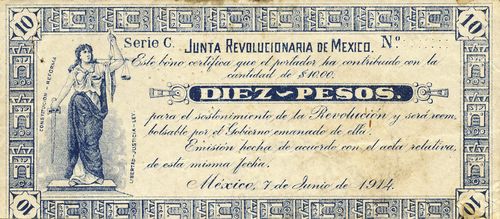 10 10
Serie C. JUNTA REVOLUCIONARIA DE MEXICO. Nº
Este bono certifica que el portador ha contribuido con la
cantidad de $10.00.
DIEZ PESOS.
para el sostenimiento de la Revolución y será reem
bolsable por el Gobierno emanado de ella.
Emisión hecha de acuerdo con el acta relativa,
de esta misma fecha.
México, 7 de Junio de 1914.
CONSTITUCION Y REFORMA
LIBERTAD-JUSTICIA-LEY
10 10